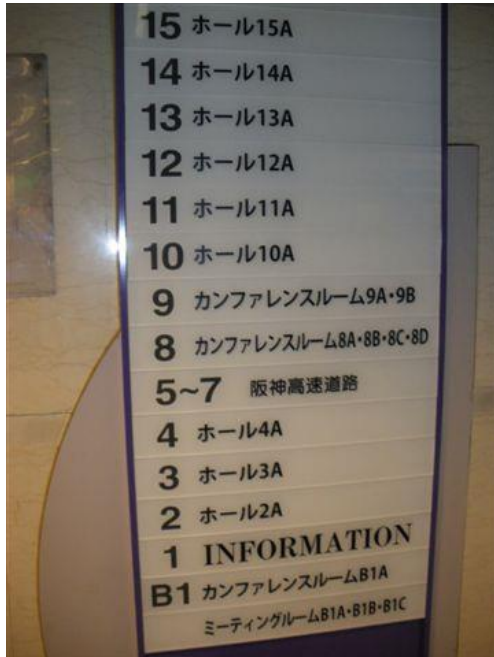 15 ホール15A
14 ホール14A
13 ホール13A
12 ホール12A
11 ホール11A
10 ホール10A
9 カンファレンスルーム9A・9B
8 カンファレンスルーム8A・8B・8C・8D
5~7 阪神高速道路
4 ホール4A
3 ホール3A
2 ホール2A
1 INFORMATION
B1 カンファレンスルームB1A
ミーティングルームB1A・B1B・B1C